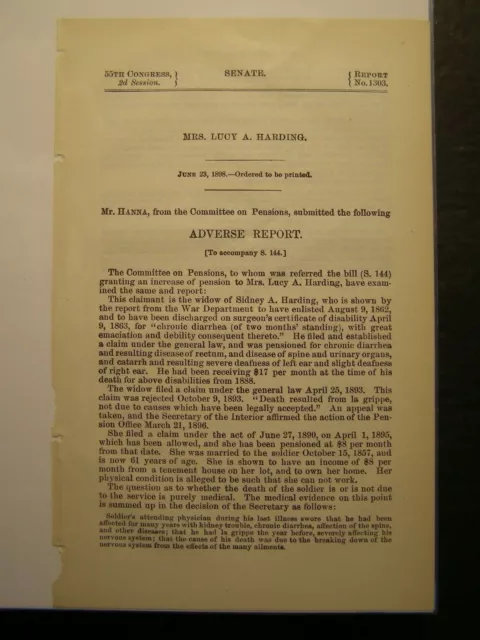 55TH CONGRESS, } SENATE. { REPORT
2d Session. } { No. 1303.
MRS. LUCY A. HARDING.
JUNE 23, 1898.—Ordered to be printed.
Mr. HANNA, from the Committee on Pensions, submitted the following
ADVERSE REPORT.
[To accompany S. 144.]
The Committee on Pensions, to whom was referred the bill (S. 144)
granting an increase of pension to Mrs. Lucy A. Harding, have exam-
ined the same and report:
This claimant is the widow of Sidney A. Harding, who is shown by
the report from the War Department to have enlisted August 9, 1862,
and to have been discharged on surgeon's certificate of disability April
9, 1863, for "chronic diarrhea (of two months' standing), with great
emaciation and debility consequent thereto." He filed and established
a claim under the general law, and was pensioned for chronic diarrhea
and resulting disease of rectum, and disease of spine and urinary organs,
and catarrh and resulting severe deafness of left ear and slight deafness
of right ear. He had been receiving $17 per month at the time of his
death for above disabilities from 1888.
The widow filed a claim under the general law April 25, 1893. This
claim was rejected October 9, 1893. "Death resulted from la grippe,
not due to causes which have been legally accepted." An appeal was
taken, and the Secretary of the Interior affirmed the action of the Pen-
sion Office March 21, 1896.
She filed a claim under the act of June 27, 1890, on April 1, 1895,
which has been allowed, and she has been pensioned at $8 per month
from that date. She was married to the soldier October 15, 1857, and
is now 61 years of age. She is shown to have an income of $8 per
month from a tenement house on her lot, and to own her home. Her
physical condition is alleged to be such that she can not work.
The question as to whether the death of the soldier is or is not due
to the service is purely medical. The medical evidence on this point
is summed up in the decision of the Secretary as follows:
Soldier's attending physician during his last illness swore that he had been
affected for many years with kidney trouble, chronic diarrhea, affection of the spine,
and other diseases; that he had la grippe the year before, severely affecting his
nervous system; that the cause of his death was due to the breaking down of the
nervous system from the effects of the many ailments.